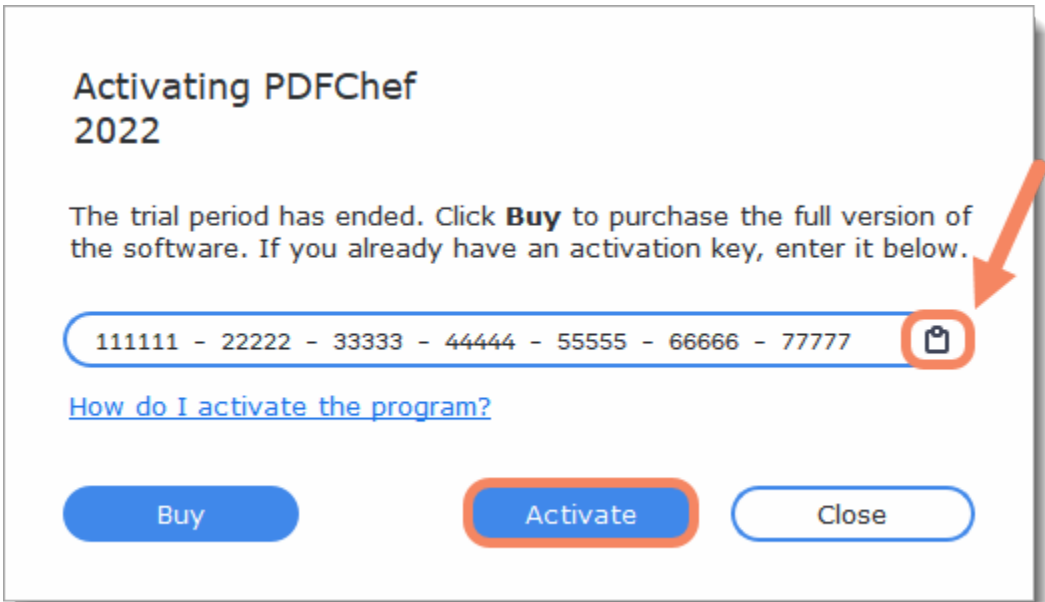 Activating PDFChef
2022
The trial period has ended. Click Buy to purchase the full version of
the software. If you already have an activation key, enter it below.
111111 - 22222 - 33333 - 44444 - 55555 - 66666 - 77777
How do I activate the program?
Buy
Activate
Close